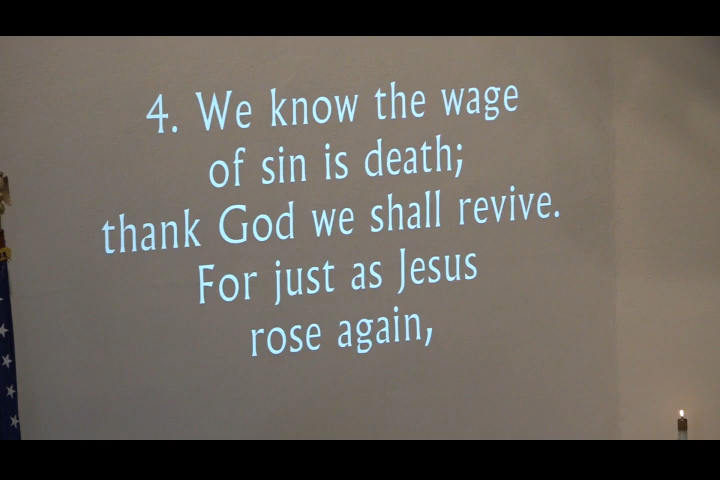 4. We know the wage
of sin is death;
thank God we shall revive.
For just as Jesus
rose again,